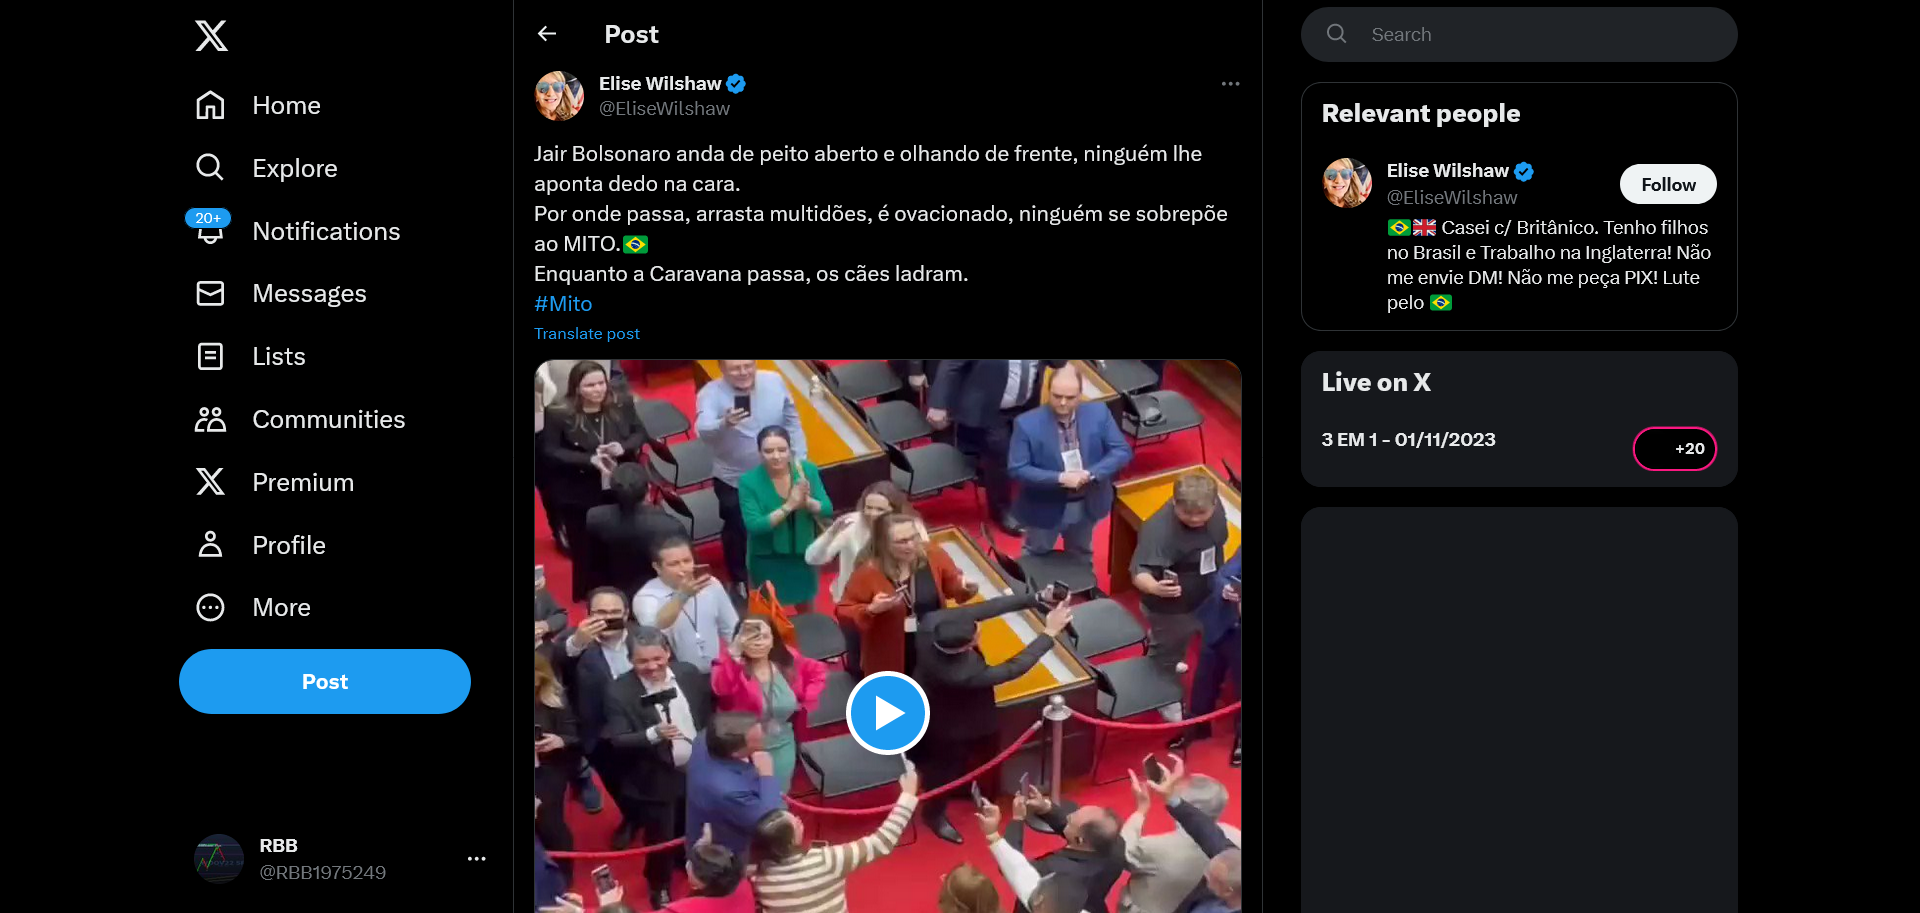 Home
Explore
20+
Notifications
Messages
Lists
Communities
Premium
Profile
More
Post
RBB
@RBB1975249
Post
Elise Wilshaw
@EliseWilshaw
Jair Bolsonaro anda de peito aberto e olhando de frente, ninguém lhe
aponta dedo na cara.
Por onde passa, arrasta multidões, é ovacionado, ninguém se sobrepõe
ao MITO.🇧🇷
Enquanto a Caravana passa, os cães ladram.
#Mito
Translate post
Search
Relevant people
Elise Wilshaw
@EliseWilshaw
Follow
🇧🇷🇬🇧 Casei c/ Britânico. Tenho filhos
no Brasil e Trabalho na Inglaterra! Não
me envie DM! Não me peça PIX! Lute
pelo 🇧🇷
Live on X
3 EM 1 - 01/11/2023
+20